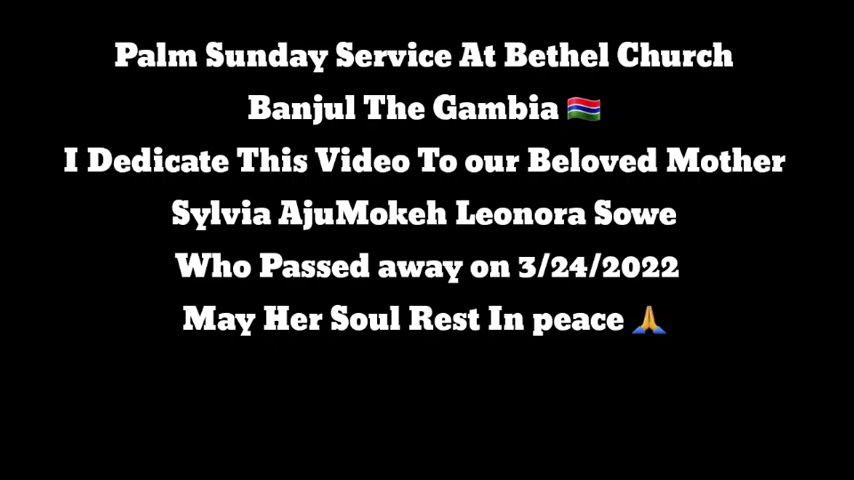 Palm Sunday Service At Bethel Church
Banjul The Gambia 🇬🇲
I Dedicate This Video To our Beloved Mother
Sylvia AjuMokeh Leonora Sowe
Who Passed away on 3/24/2022
May Her Soul Rest In peace 🙏